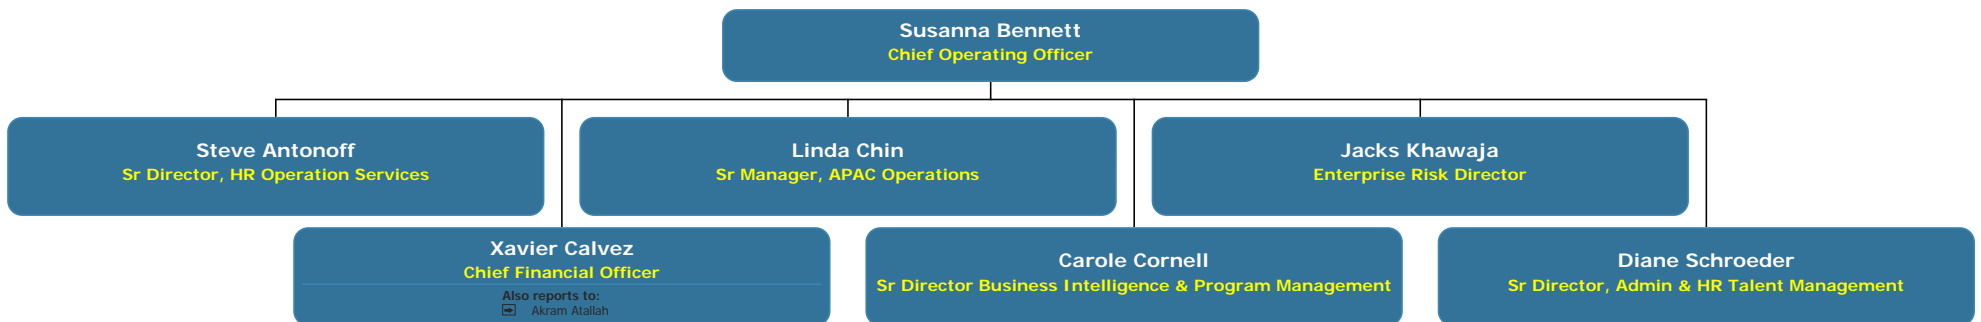 Susanna Bennett
Chief Operating Officer
Steve Antonoff
Sr Director, HR Operation Services
Linda Chin
Sr Manager, APAC Operations
Jacks Khawaja
Enterprise Risk Director
Xavier Calvez
Chief Financial Officer
Also reports to:
Akram Atallah
Carole Cornell
Sr Director Business Intelligence & Program Management
Diane Schroeder
Sr Director, Admin & HR Talent Management